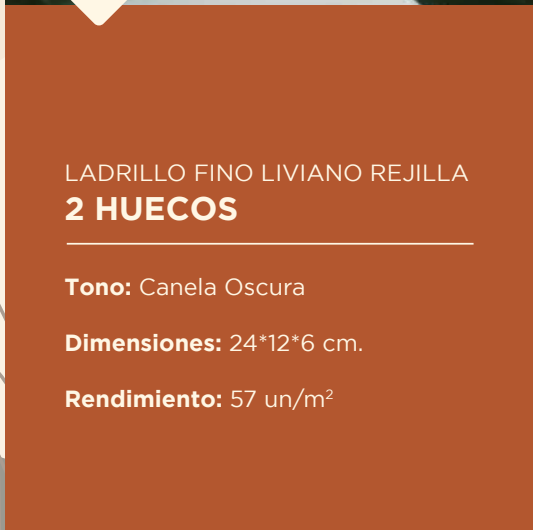 LADRILLO FINO LIVIANO REJILLA
2 HUECOS
Tono: Canela Oscura
Dimensiones: 24*12*6 cm.
Rendimiento: 57 un/m²